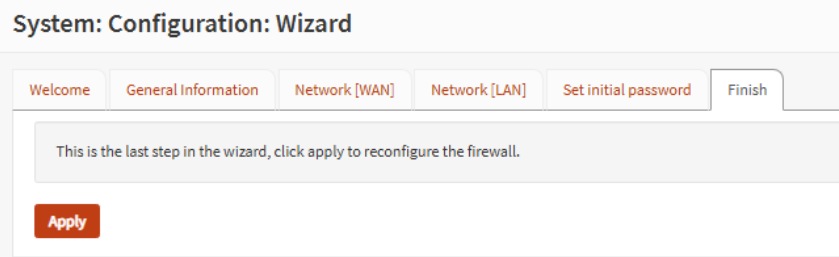 System: Configuration: Wizard
Welcome General Information Network [WAN] Network [LAN] Set initial password Finish
This is the last step in the wizard, click apply to reconfigure the firewall.
Apply